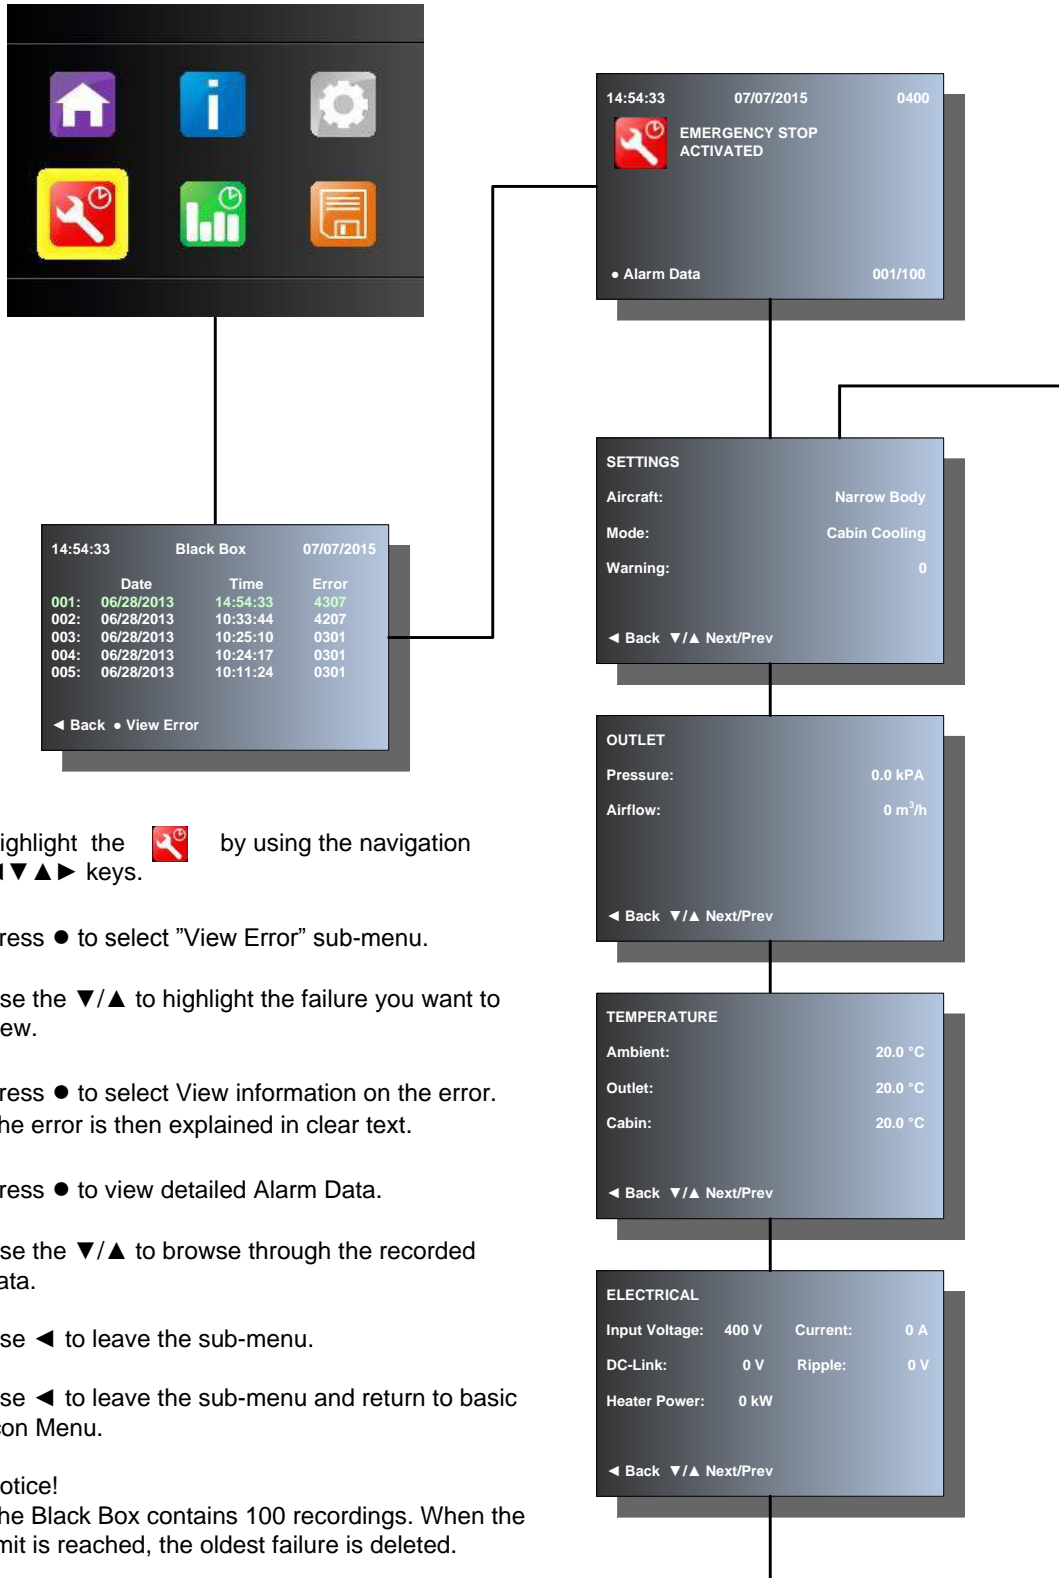 14:54:33 07/07/2015 0400
EMERGENCY STOP
ACTIVATED
● Alarm Data 001/100
14:54:33 Black Box 07/07/2015
Date Time Error
001: 06/28/2013 14:54:33 4307
002: 06/28/2013 10:33:44 4207
003: 06/28/2013 10:25:10 0301
004: 06/28/2013 10:24:17 0301
005: 06/28/2013 10:11:24 0301
◄ Back ● View Error
SETTINGS
Aircraft: Narrow Body
Mode: Cabin Cooling
Warning: 0
◄ Back ▼/▲ Next/Prev
OUTLET
Pressure: 0.0 kPA
Airflow: 0 m³/h
◄ Back ▼/▲ Next/Prev
TEMPERATURE
Ambient: 20.0 °C
Outlet: 20.0 °C
Cabin: 20.0 °C
◄ Back ▼/▲ Next/Prev
ELECTRICAL
Input Voltage: 400 V Current: 0 A
DC-Link: 0 V Ripple: 0 V
Heater Power: 0 kW
◄ Back ▼/▲ Next/Prev
ighlight the by using the navigation
◄▼▲► keys.
ress ● to select ”View Error” sub-menu.
se the ▼/▲ to highlight the failure you want to
ew.
ress ● to select View information on the error.
he error is then explained in clear text.
ress ● to view detailed Alarm Data.
se the ▼/▲ to browse through the recorded
ata.
se ◄ to leave the sub-menu.
se ◄ to leave the sub-menu and return to basic
con Menu.
otice!
he Black Box contains 100 recordings. When the
mit is reached, the oldest failure is deleted.